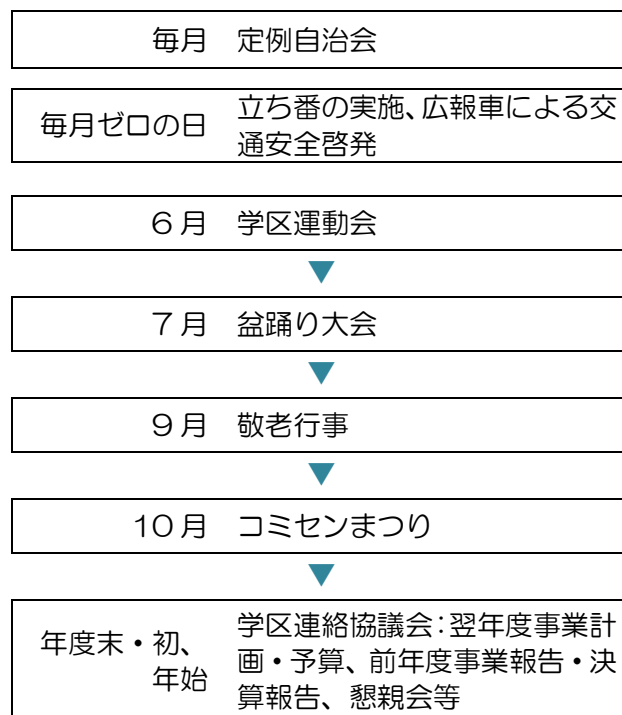 毎月 定例自治会
毎月ゼロの日 立ち番の実施、広報車による交
通安全啓発
6月 学区運動会
▼
7月 盆踊り大会
▼
9月 敬老行事
▼
10月 コミセンまつり
▼
年度末・初、 学区連絡協議会：翌年度事業計
年始 画・予算、前年度事業報告・決
算報告、懇親会等